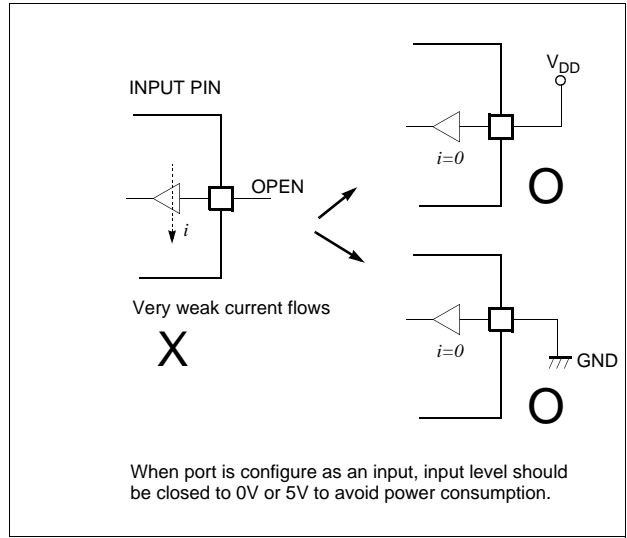 INPUT PIN
OPEN
i
Very weak current flows
X
VDD
i=0
O
i=0
GND
O
When port is configure as an input, input level should
be closed to 0V or 5V to avoid power consumption.